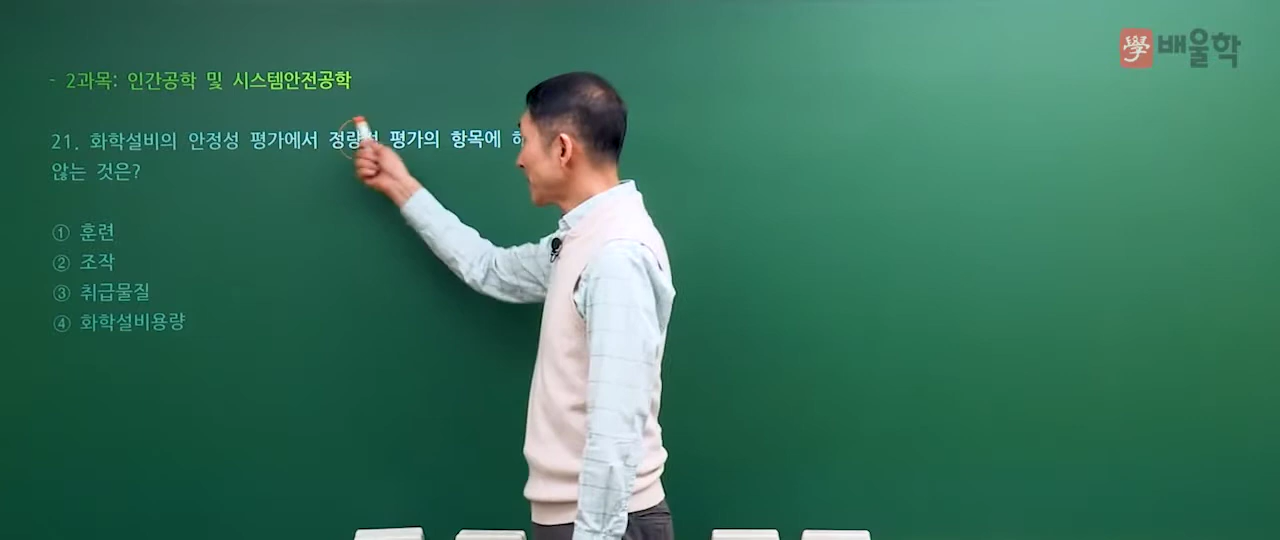 學 배울학
- 2과목: 인간공학 및 시스템안전공학
21. 화학설비의 안정성 평가에서 정량적 평가의 항목에
않는 것은?
① 훈련
② 조작
③ 취급물질
④ 화학설비용량